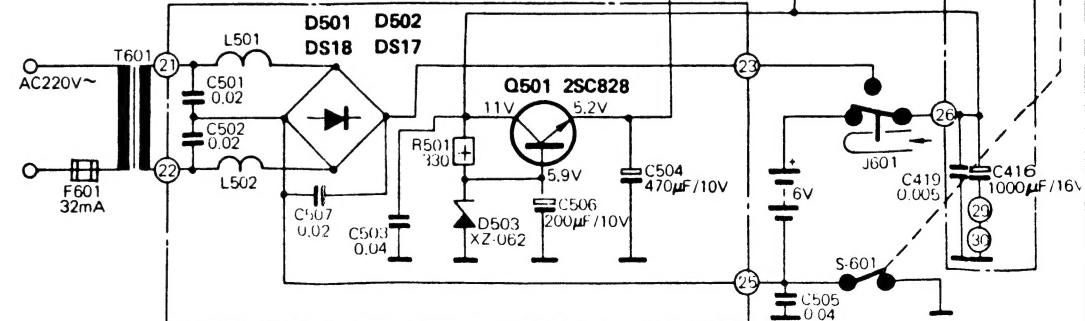 D501 D502
DS18 DS17
T601
21
L501
AC220V~
C501
0.02
C502
0.02
22
L502
F601
32mA
C507
0.02
C503
0.04
Q501 2SC828
11V
5.2V
5.9V
R501
330
D503
XZ-062
C506
200μF/10V
C504
470μF/10V
23
25
6V
+
J601
26
C419
0.005
C416
1000μF/16V
29
30
S-601
C505
0.04